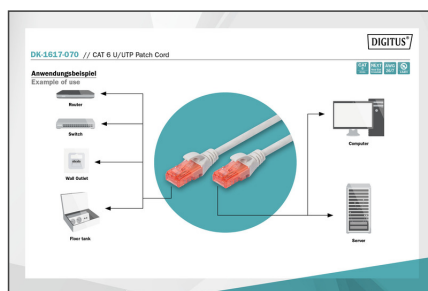 DIGITUS®
DK-1617-070 // CAT 6 U/UTP Patch Cord
Anwendungsbeispiel
Example of use
Router
Switch
Wall Outlet
Floor tank
Computer
Server